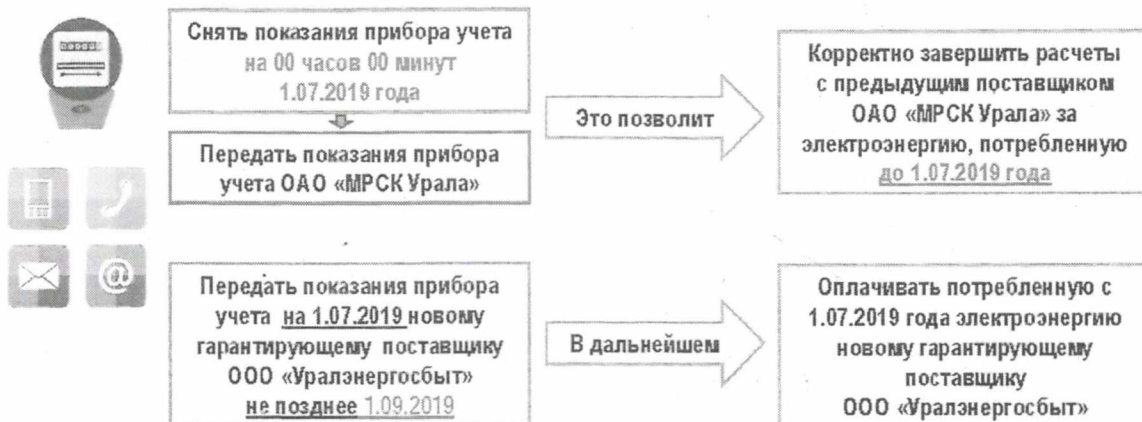 Снять показания прибора учета
на 00 часов 00 минут
1.07.2019 года
Передать показания прибора
учета ОАО «МРСК Урала»
Это позволит
Корректно завершить расчеты
с предыдущим поставщиком
ОАО «МРСК Урала» за
электроэнергию, потребленную
до 1.07.2019 года
@
Передать показания прибора
учета на 1.07.2019 новому
гарантирующему поставщику
ООО «Уралэнергосбыт»
не позднее 1.09.2019
В дальнейшем
Оплачивать потребленную с
1.07.2019 года электроэнергию
новому гарантирующему
поставщику
ООО «Уралэнергосбыт»